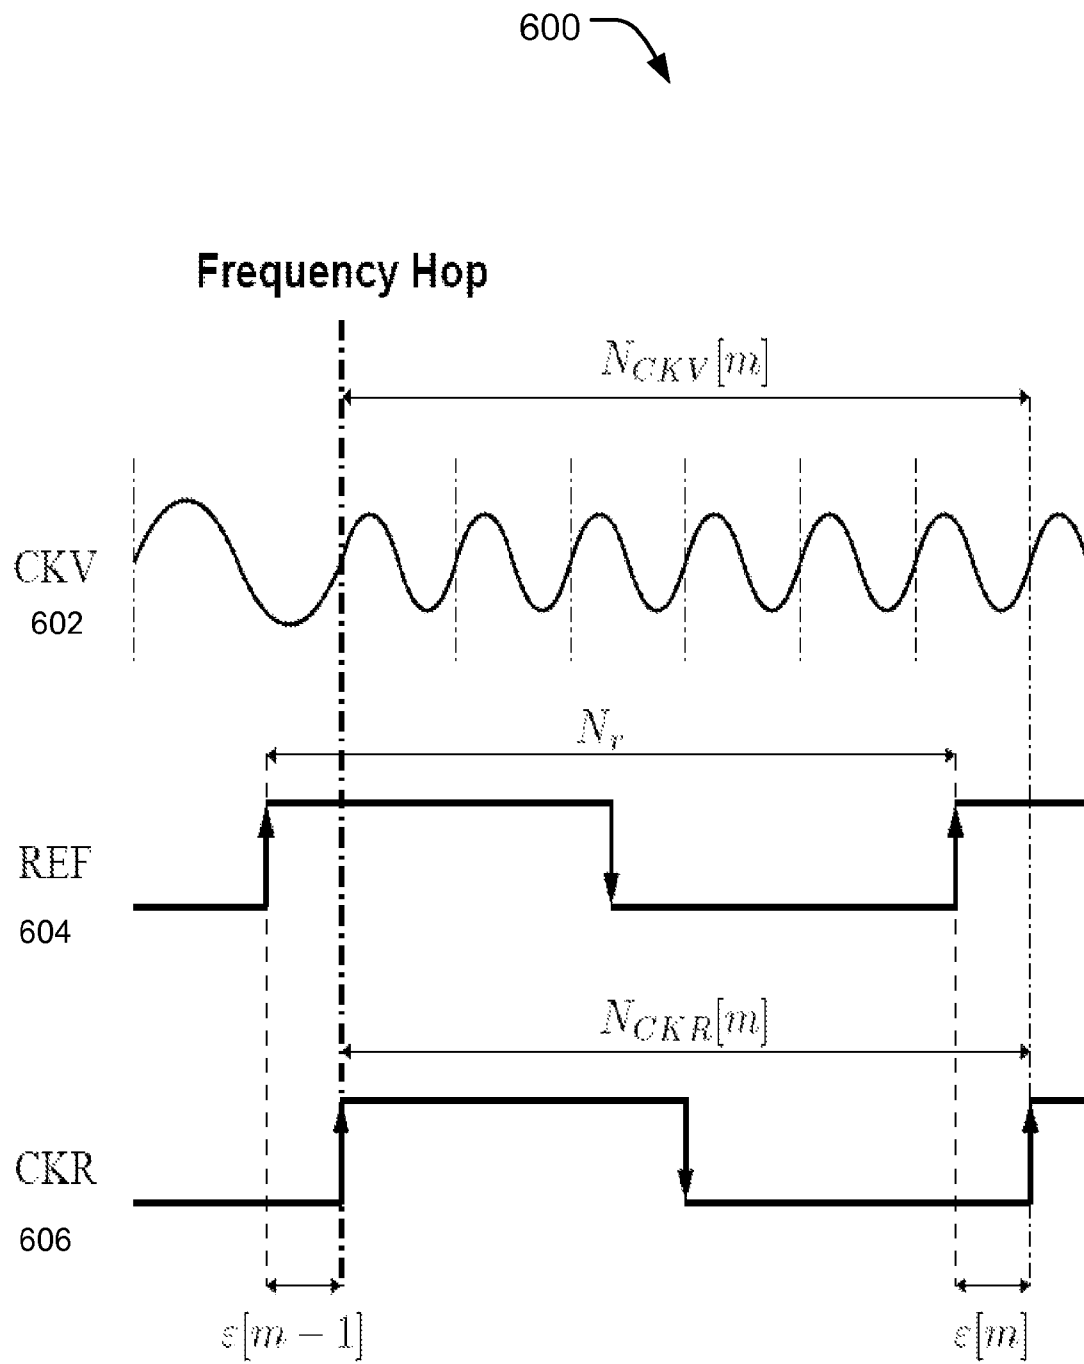 600
Frequency Hop
N_{CKV}[m]
CKV
602
N_r
REF
604
N_{CKR}[m]
CKR
606
ε[m − 1]
ε[m]